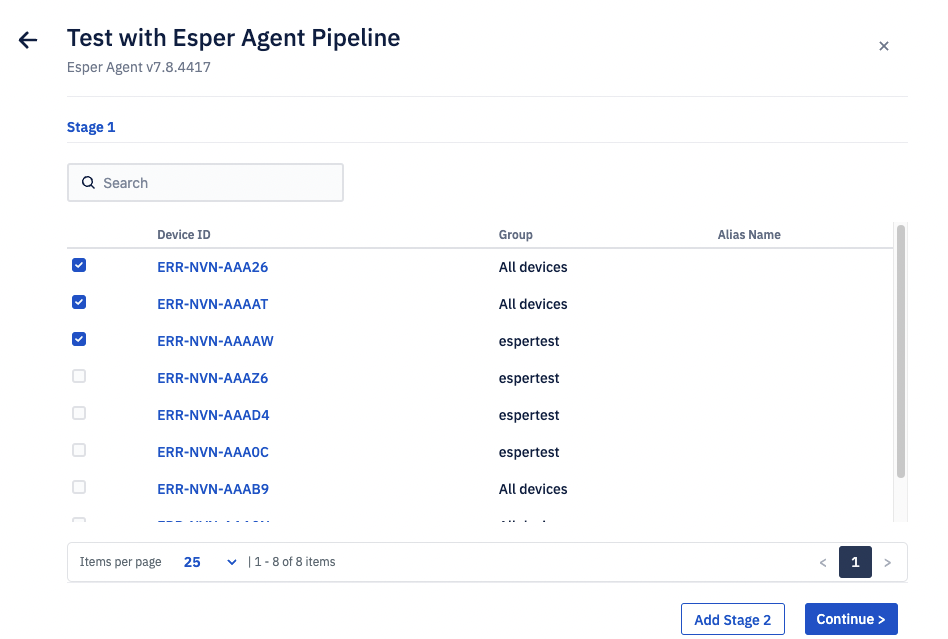 Test with Esper Agent Pipeline
Esper Agent v7.8.4417
Stage 1
Search
Device ID Group Alias Name
ERR-NVN-AAA26 All devices
ERR-NVN-AAAAT All devices
ERR-NVN-AAAAW espertest
ERR-NVN-AAAZ6 espertest
ERR-NVN-AAAD4 espertest
ERR-NVN-AAA0C espertest
ERR-NVN-AAAB9 All devices
Items per page 25 | 1 - 8 of 8 items < 1 >
Add Stage 2 Continue >